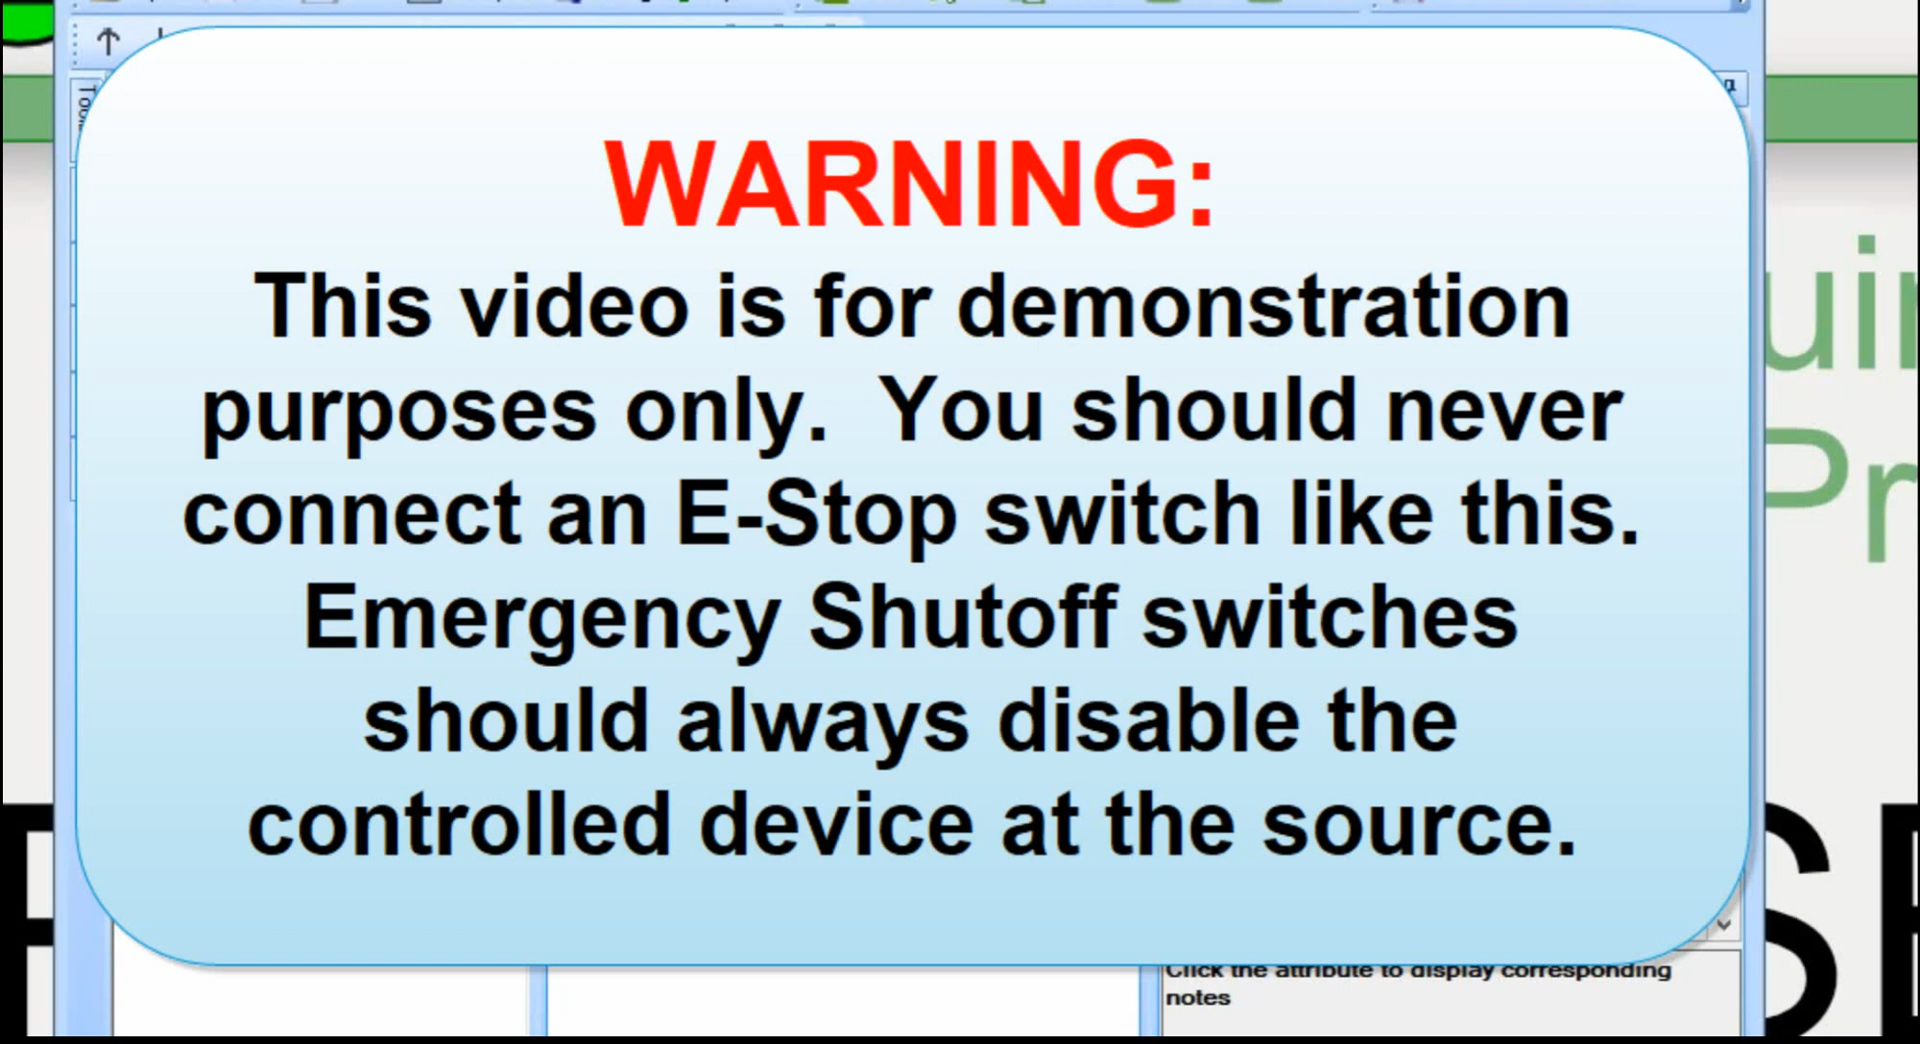 WARNING:
This video is for demonstration
purposes only.  You should never
connect an E-Stop switch like this.
Emergency Shutoff switches
should always disable the
controlled device at the source.
Click the attribute to display corresponding
notes